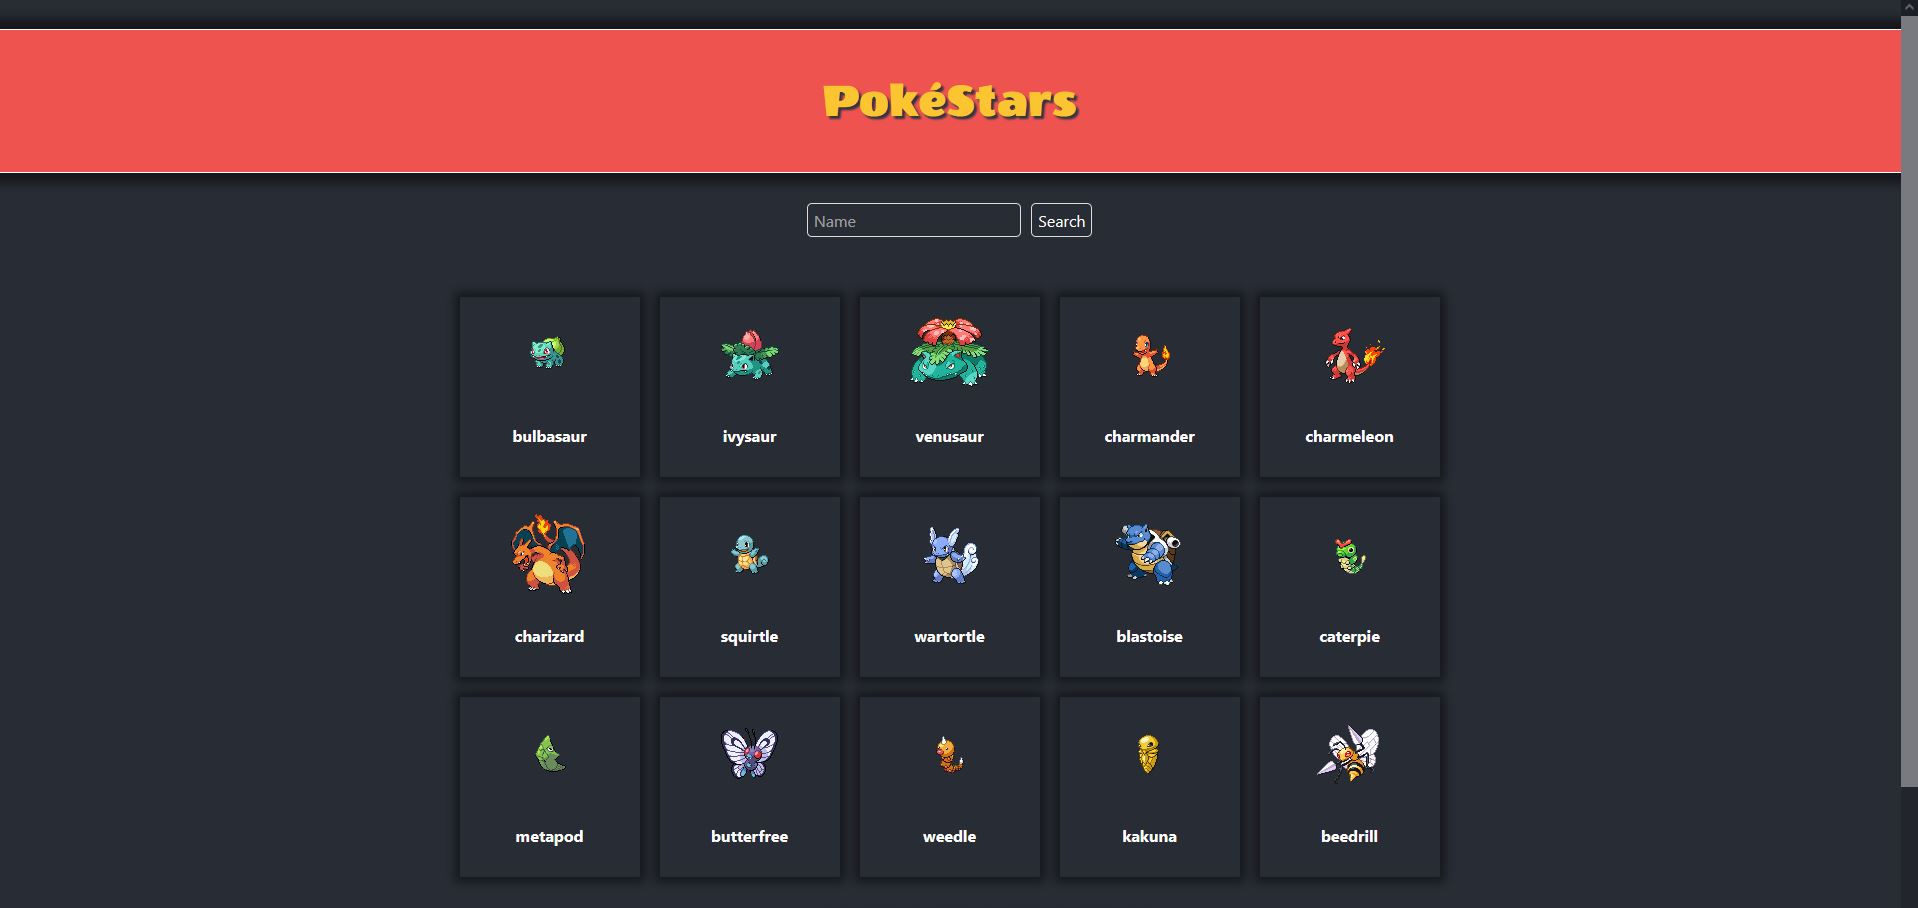 PokéStars
Name Search
bulbasaur ivysaur venusaur charmander charmeleon
charizard squirtle wartortle blastoise caterpie
metapod butterfree weedle kakuna beedrill